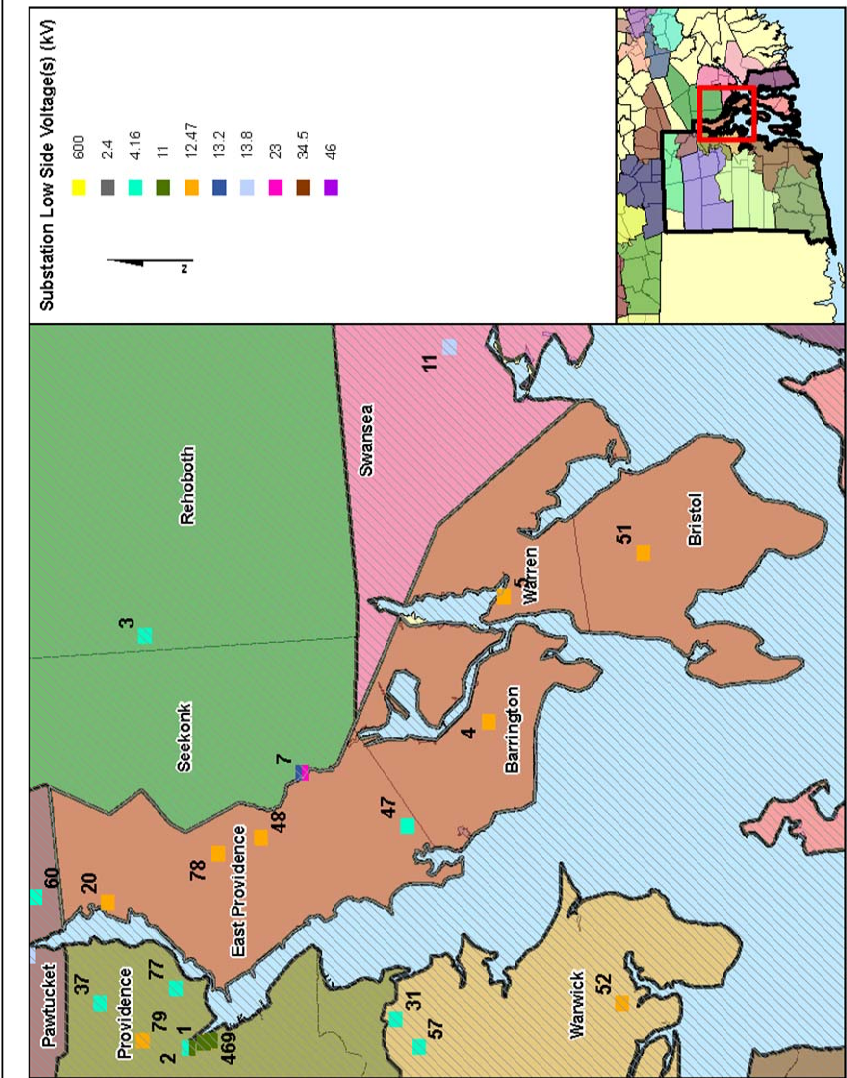 Substation Low Side Voltage(s) (kV)
600
2.4
4.16
11
12.47
13.2
13.8
23
34.5
46
N
Rehoboth
3
Seekonk
Swansea
11
7
Pawtucket
60
20
37
Providence
77
79
1
2
469
78
48
East Providence
47
4
Barrington
5
Warren
51
Bristol
31
57
Warwick
52